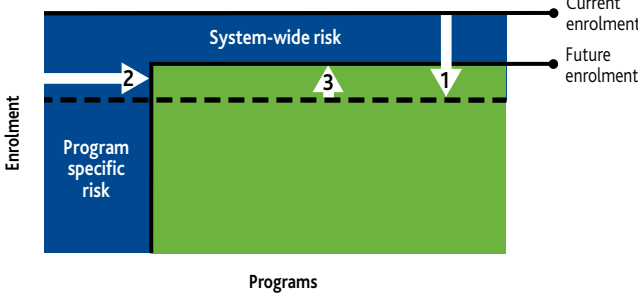 Current
enrolment
System-wide risk
Future
enrolment
2
3
1
Enrolment
Program
specific
risk
Programs